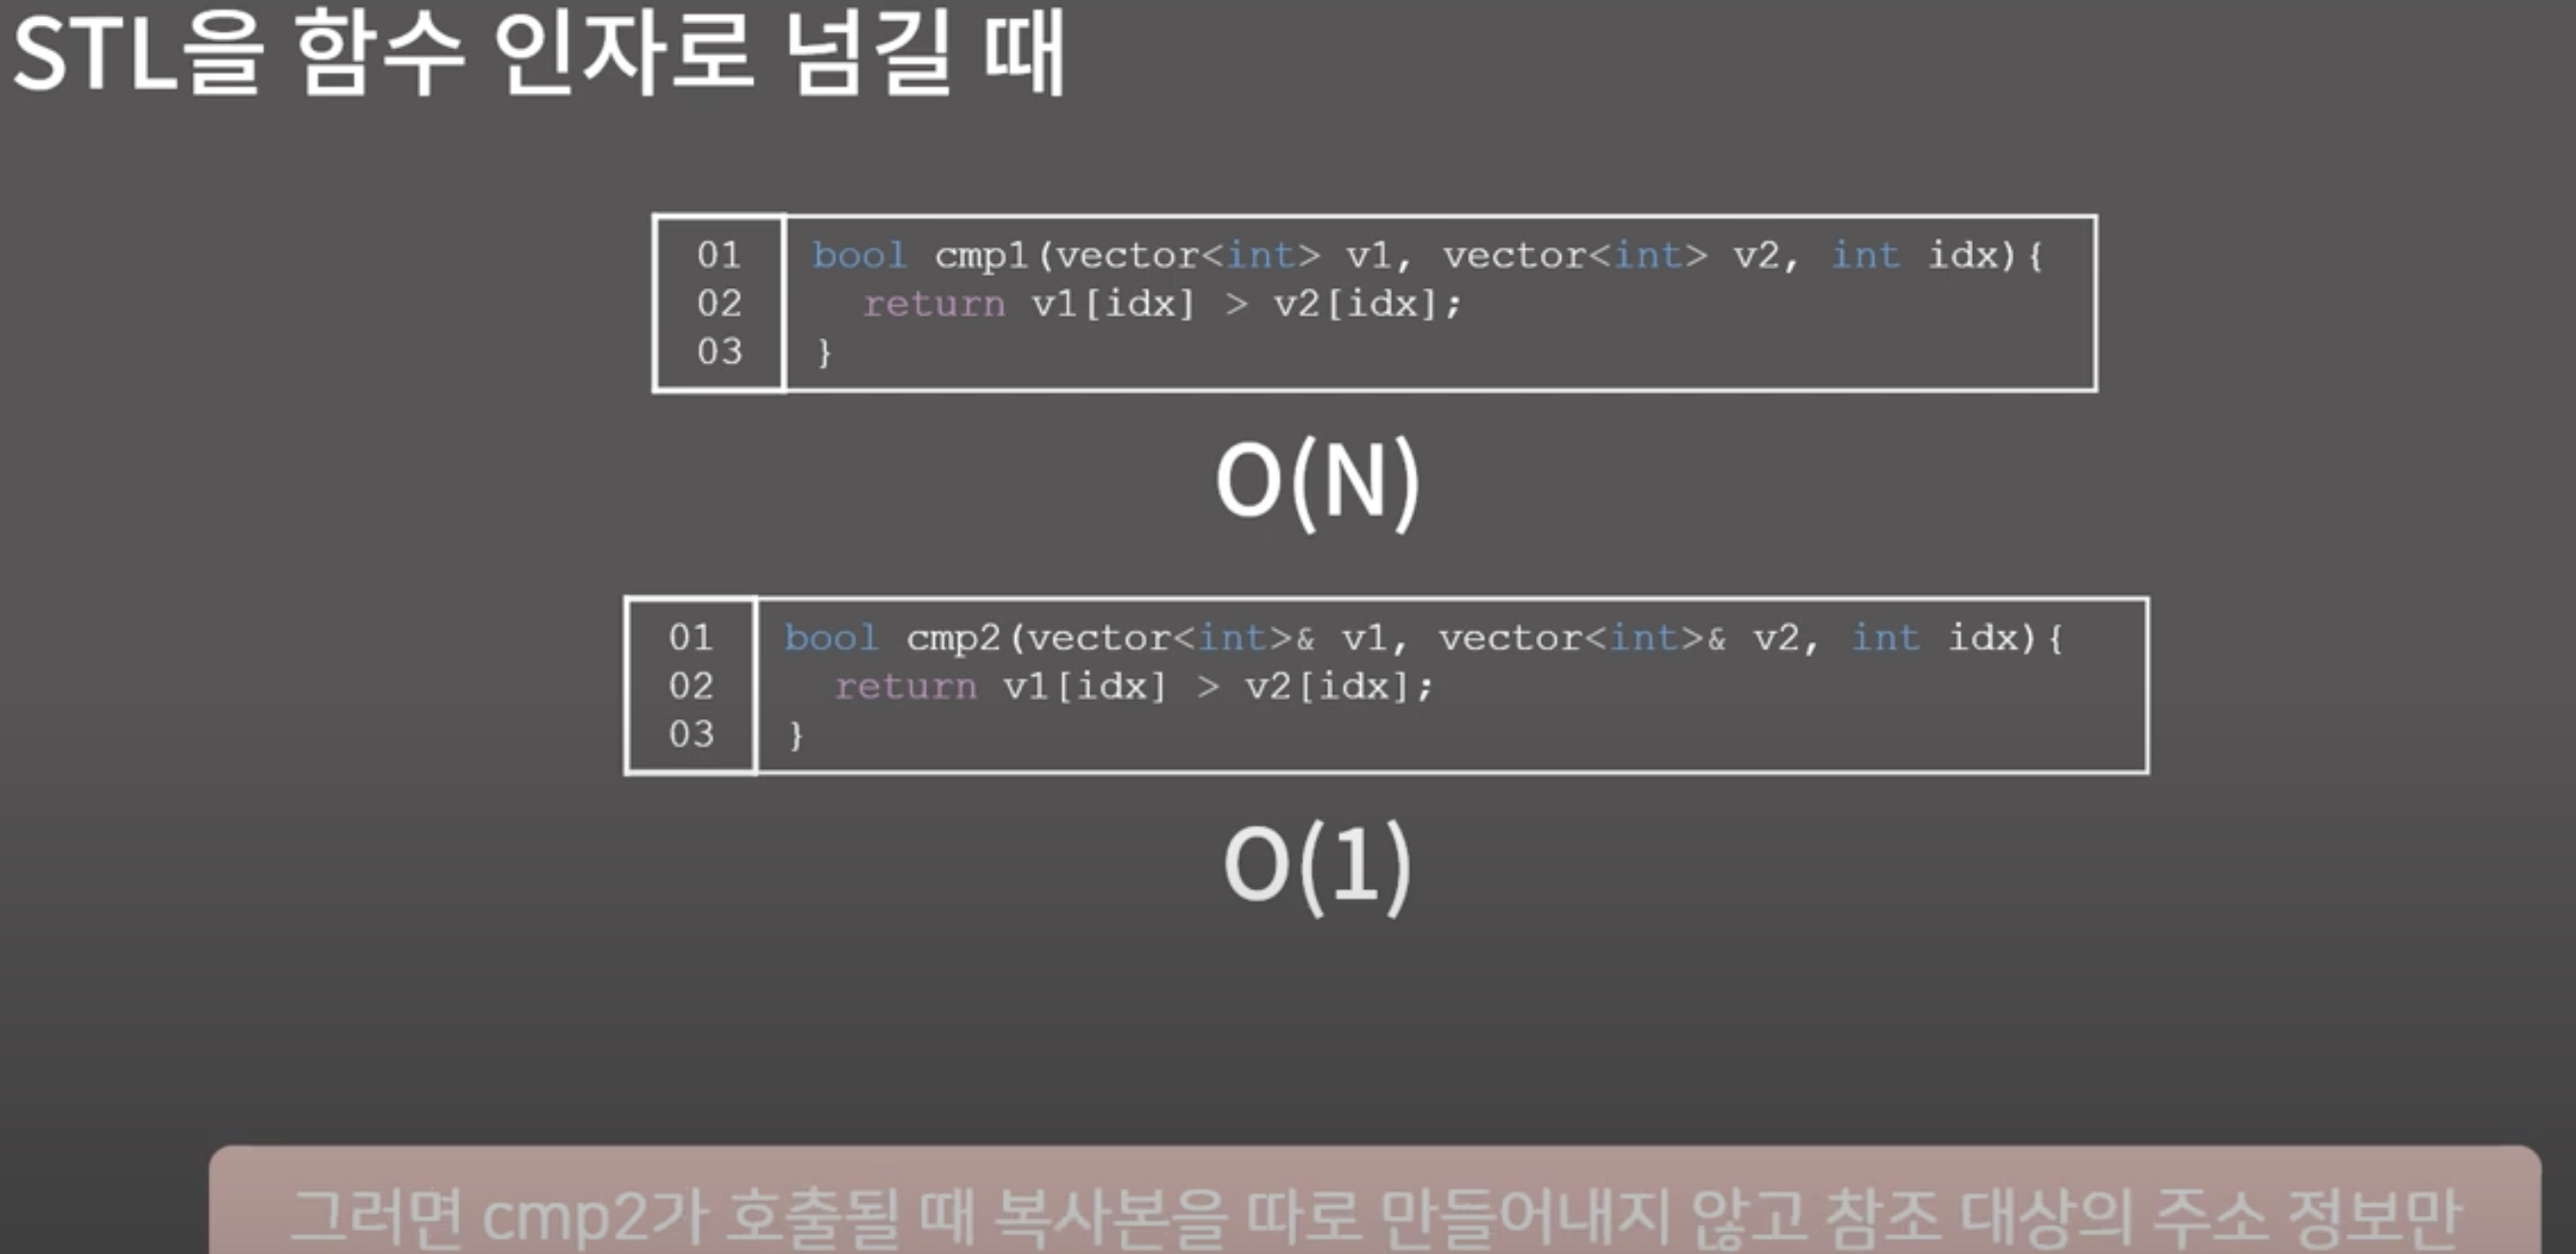 STL을 함수 인자로 넘길 때
01 bool cmp1(vector<int> v1, vector<int> v2, int idx){
02 return v1[idx] > v2[idx];
03 }
O(N)
01 bool cmp2(vector<int>& v1, vector<int>& v2, int idx){
02 return v1[idx] > v2[idx];
03 }
O(1)
그러면 cmp2가 호출될 때 복사본을 따로 만들어내지 않고 참조 대상의 주소 정보만